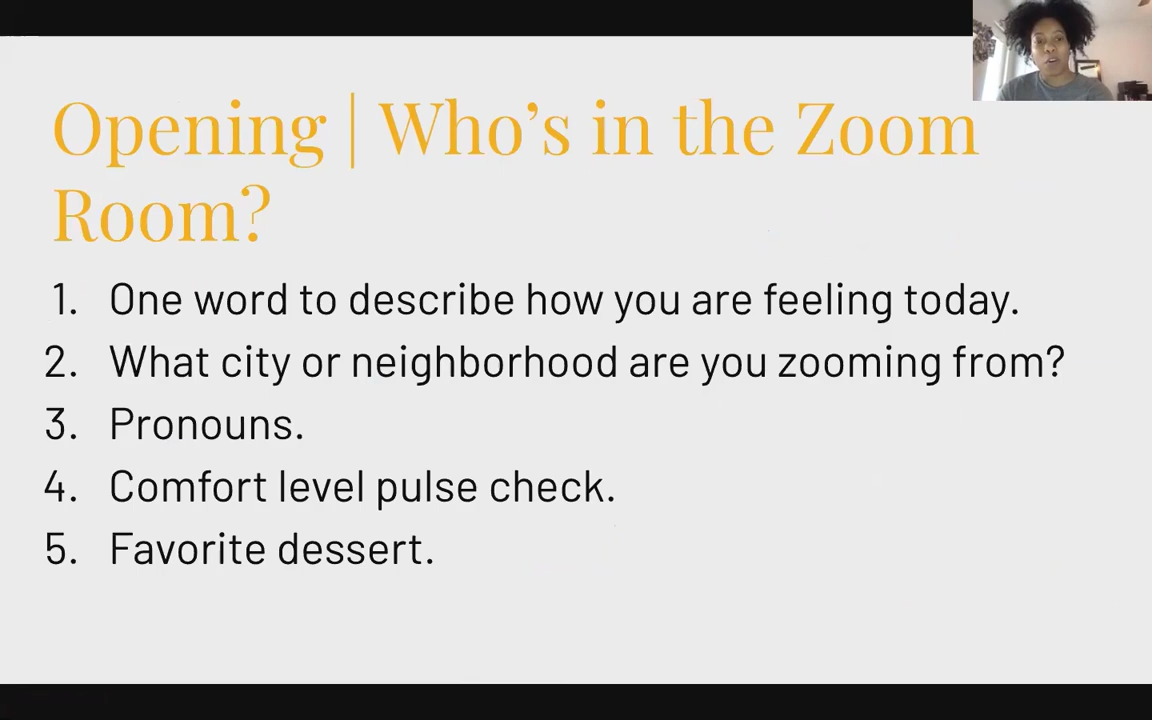 Opening | Who’s in the Zoom
Room?
1. One word to describe how you are feeling today.
2. What city or neighborhood are you zooming from?
3. Pronouns.
4. Comfort level pulse check.
5. Favorite dessert.